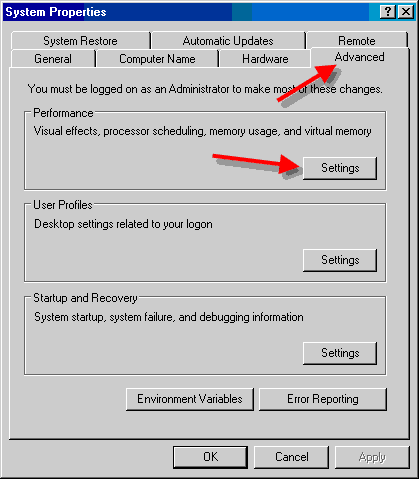 System Properties
System Restore
Automatic Updates
Remote
General
Computer Name
Hardware
Advanced
You must be logged on as an Administrator to make most of these changes.
Performance
Visual effects, processor scheduling, memory usage, and virtual memory
Settings
User Profiles
Desktop settings related to your logon
Settings
Startup and Recovery
System startup, system failure, and debugging information
Settings
Environment Variables
Error Reporting
OK
Cancel
Apply